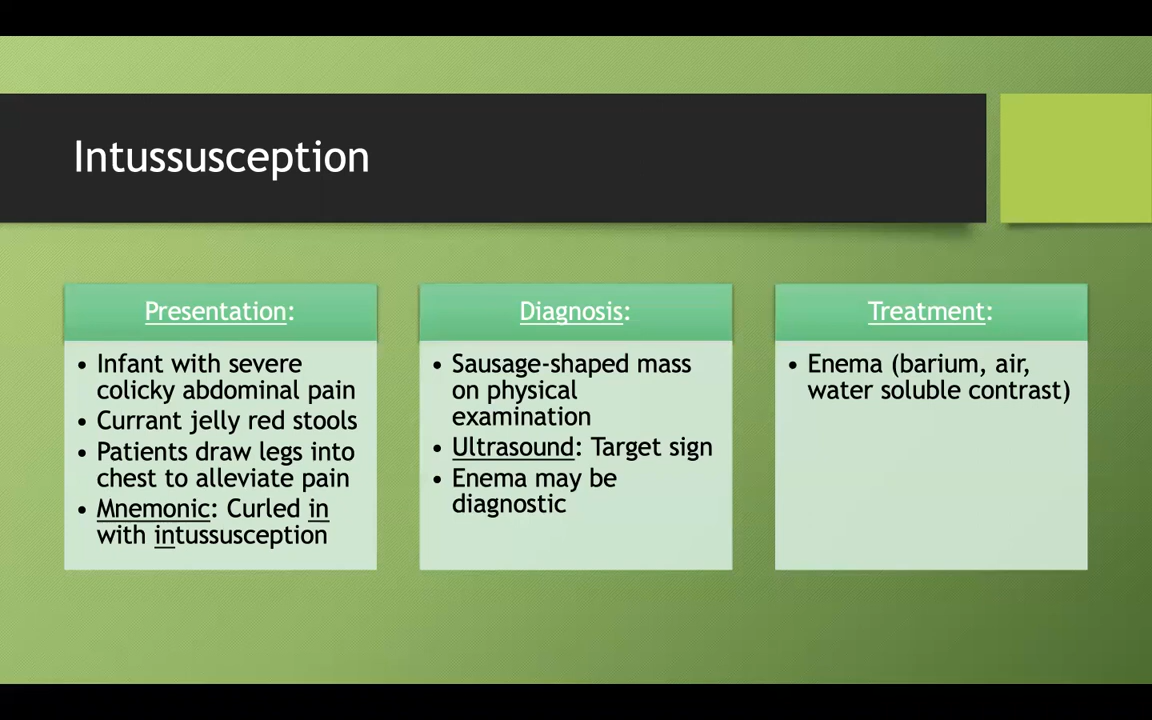 Intussusception
Presentation:
• Infant with severe
colicky abdominal pain
• Currant jelly red stools
• Patients draw legs into
chest to alleviate pain
• Mnemonic: Curled in
with intussusception
Diagnosis:
• Sausage-shaped mass
on physical
examination
• Ultrasound: Target sign
• Enema may be
diagnostic
Treatment:
• Enema (barium, air,
water soluble contrast)